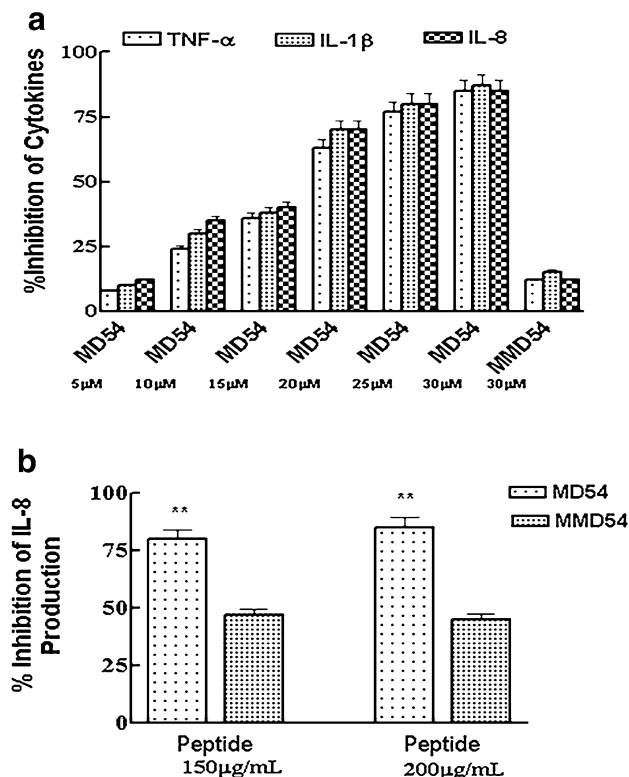 a
TNF-α IL-1β IL-8
%Inhibition of Cytokines
100
75
50
25
0
MD54 MD54 MD54 MD54 MD54 MD54 MMD54
5µM 10µM 15µM 20µM 25µM 30µM 30µM
b
% Inhibition of IL-8
Production
100
75
50
25
0
** **
MD54
MMD54
Peptide Peptide
150µg/mL 200µg/mL